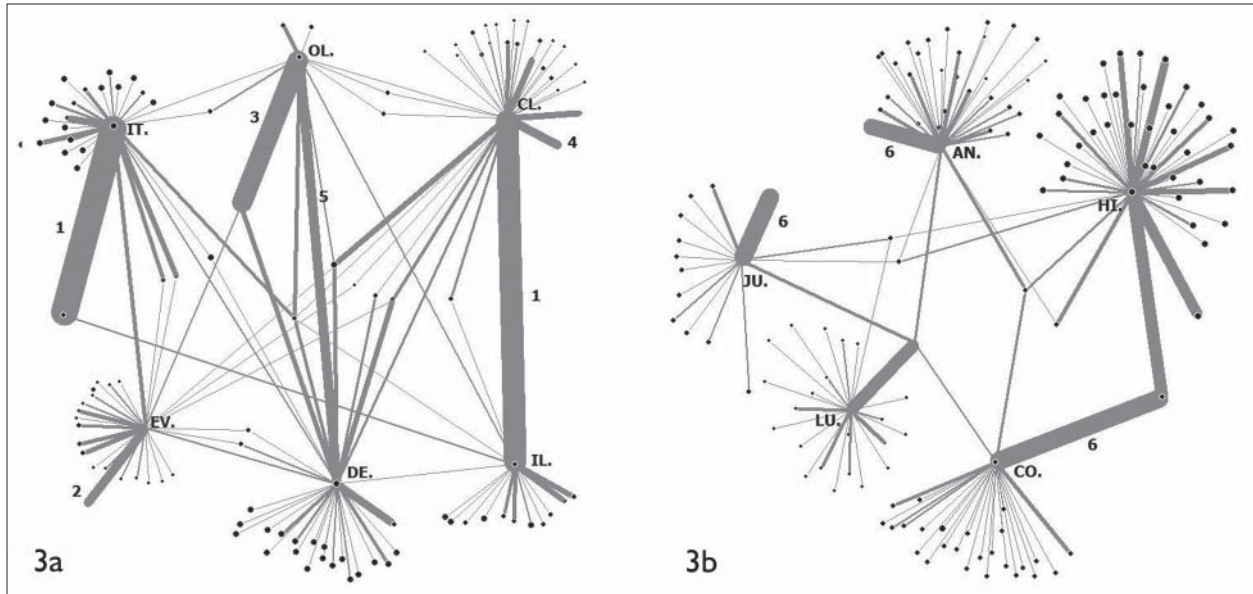 OL.
CL.
IT.
3
4
1
5
1
EV.
2
DE.
IL.
3a
AN.
6
HI.
6
JU.
LU.
6
CO.
3b